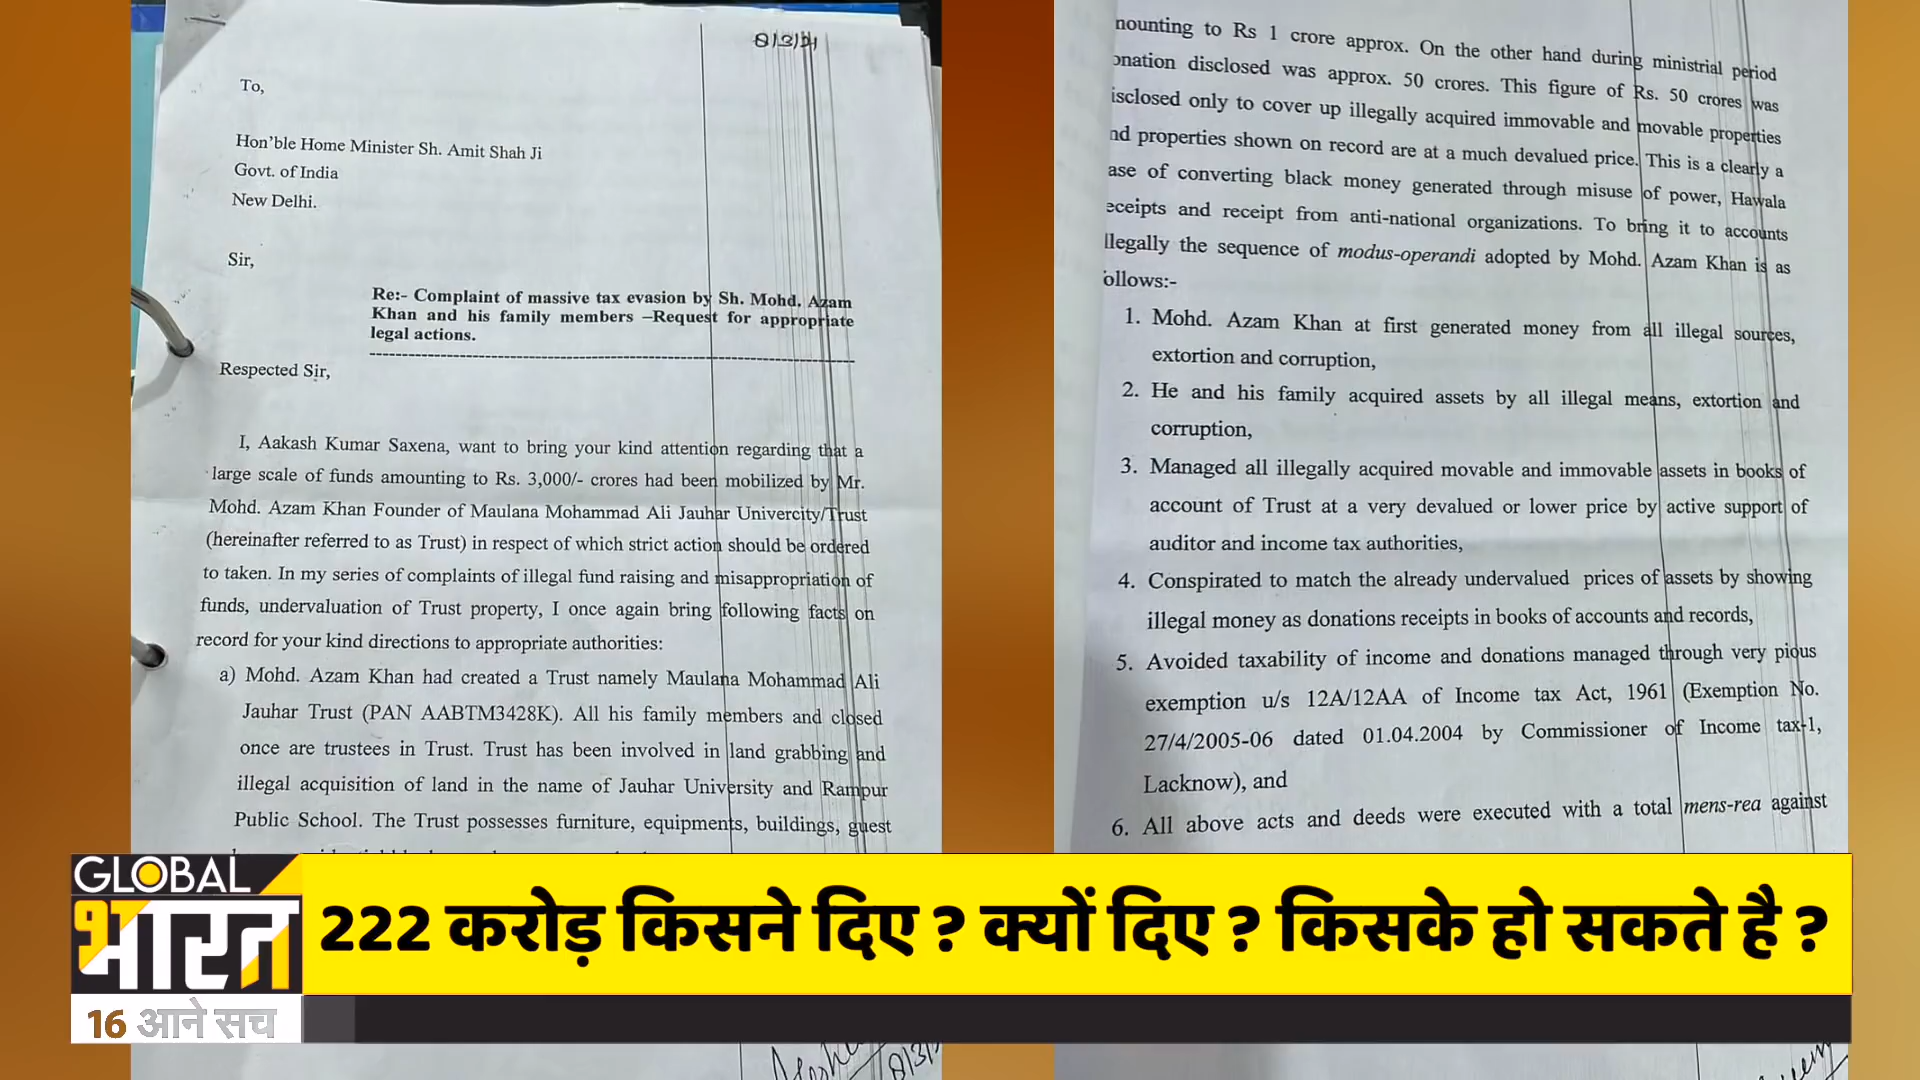 8/3/21
To,
Hon'ble Home Minister Sh. Amit Shah Ji
Govt. of India
New Delhi.
Sir,
Re:- Complaint of massive tax evasion by Sh. Mohd. Azam
Khan and his family members –Request for appropriate
legal actions.
Respected Sir,
I, Aakash Kumar Saxena, want to bring your kind attention regarding that a
large scale of funds amounting to Rs. 3,000/- crores had been mobilized by Mr.
Mohd. Azam Khan Founder of Maulana Mohammad Ali Jauhar Univercity/Trust
(hereinafter referred to as Trust) in respect of which strict action should be ordered
to taken. In my series of complaints of illegal fund raising and misappropriation of
funds, undervaluation of Trust property, I once again bring following facts on
record for your kind directions to appropriate authorities:
a) Mohd. Azam Khan had created a Trust namely Maulana Mohammad Ali
Jauhar Trust (PAN AABTM3428K). All his family members and closed
once are trustees in Trust. Trust has been involved in land grabbing and
illegal acquisition of land in the name of Jauhar University and Rampur
Public School. The Trust possesses furniture, equipments, buildings, guest
8/3/
nounting to Rs 1 crore approx. On the other hand during ministrial period
onation disclosed was approx. 50 crores. This figure of Rs. 50 crores was
isclosed only to cover up illegally acquired immovable and movable properties
nd properties shown on record are at a much devalued price. This is a clearly a
ase of converting black money generated through misuse of power, Hawala
eceipts and receipt from anti-national organizations. To bring it to accounts
llegally the sequence of modus-operandi adopted by Mohd. Azam Khan is as
ollows:-
1. Mohd. Azam Khan at first generated money from all illegal sources,
extortion and corruption,
2. He and his family acquired assets by all illegal means, extortion and
corruption,
3. Managed all illegally acquired movable and immovable assets in books of
account of Trust at a very devalued or lower price by active support of
auditor and income tax authorities,
4. Conspirated to match the already undervalued prices of assets by showing
illegal money as donations receipts in books of accounts and records,
5. Avoided taxability of income and donations managed through very pious
exemption u/s 12A/12AA of Income tax Act, 1961 (Exemption No.
27/4/2005-06 dated 01.04.2004 by Commissioner of Income tax-1,
Lacknow), and
6. All above acts and deeds were executed with a total mens-rea against
GLOBAL
भारत
16 आने सच
222 करोड़ किसने दिए ? क्यों दिए ? किसके हो सकते है ?